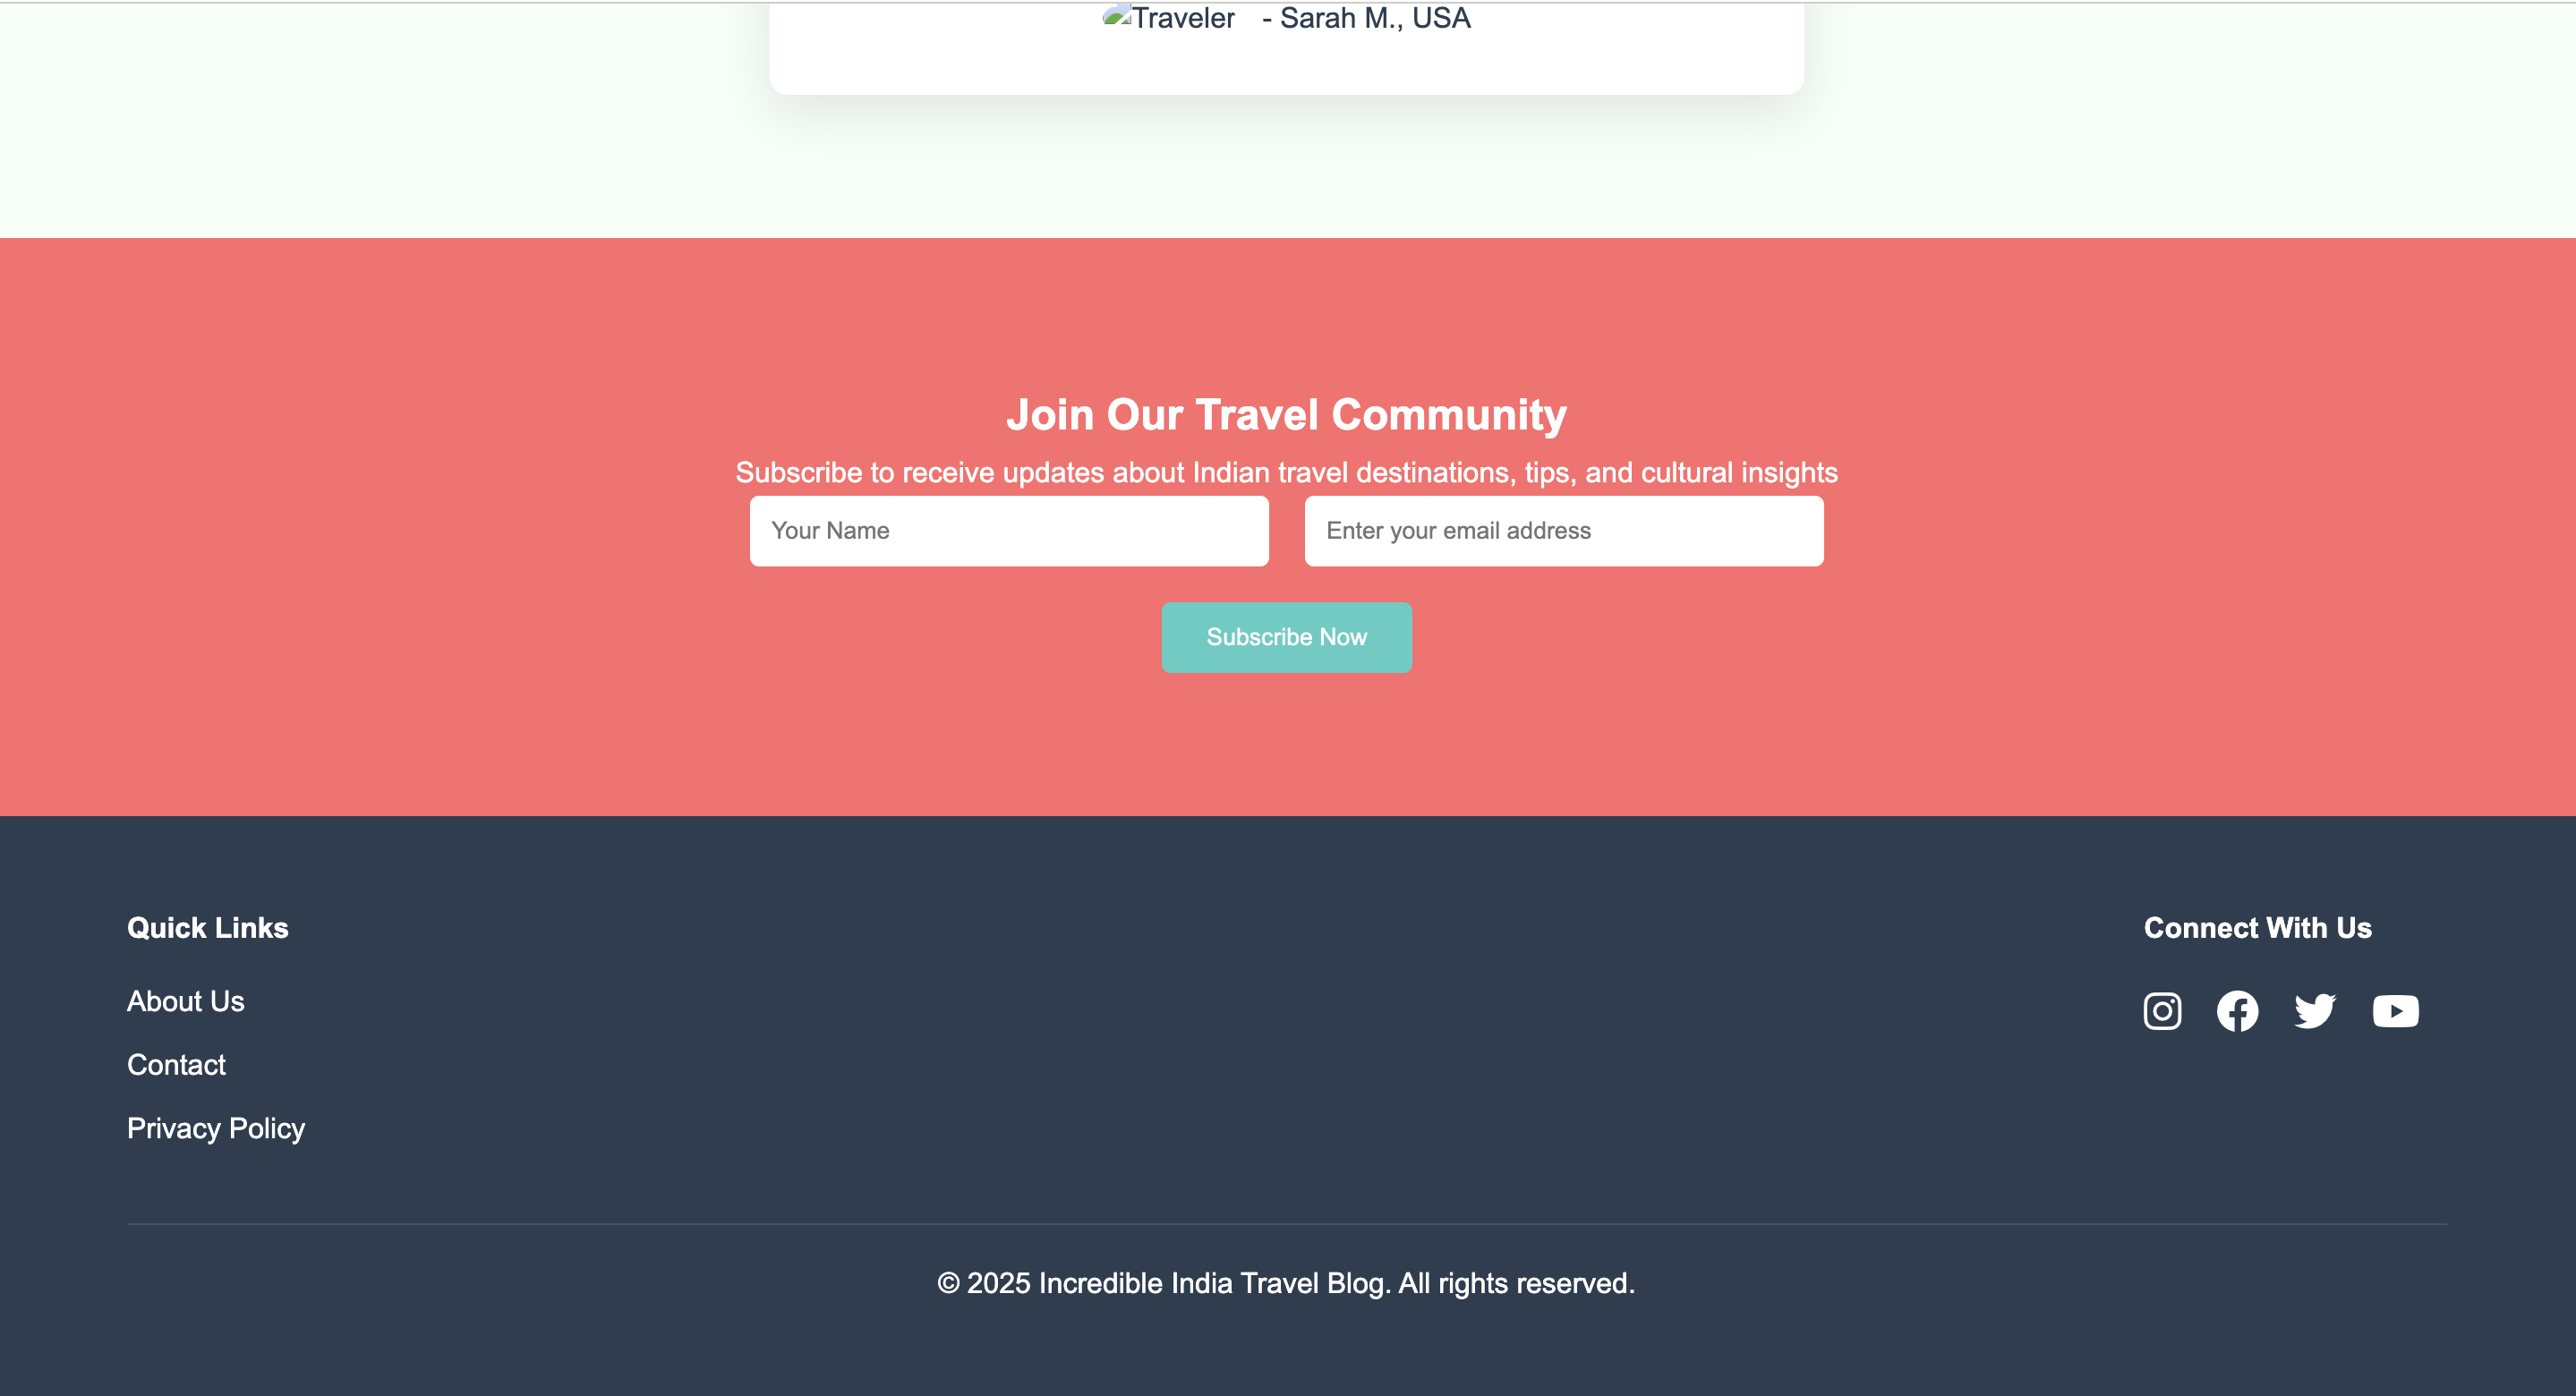 Traveler - Sarah M., USA
Join Our Travel Community
Subscribe to receive updates about Indian travel destinations, tips, and cultural insights
Your Name
Enter your email address
Subscribe Now
Quick Links
Connect With Us
About Us
Contact
Privacy Policy
© 2025 Incredible India Travel Blog. All rights reserved.